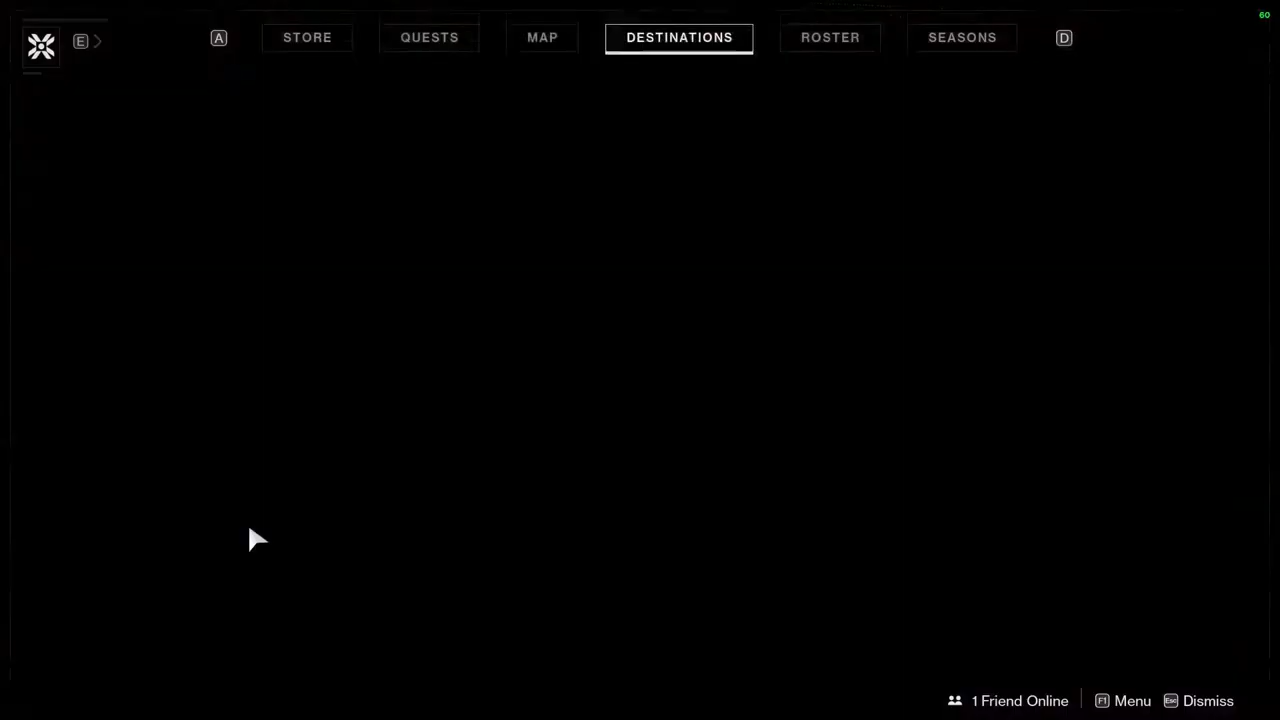 60
E A STORE QUESTS MAP DESTINATIONS ROSTER SEASONS D
1 Friend Online F1 Menu Esc Dismiss